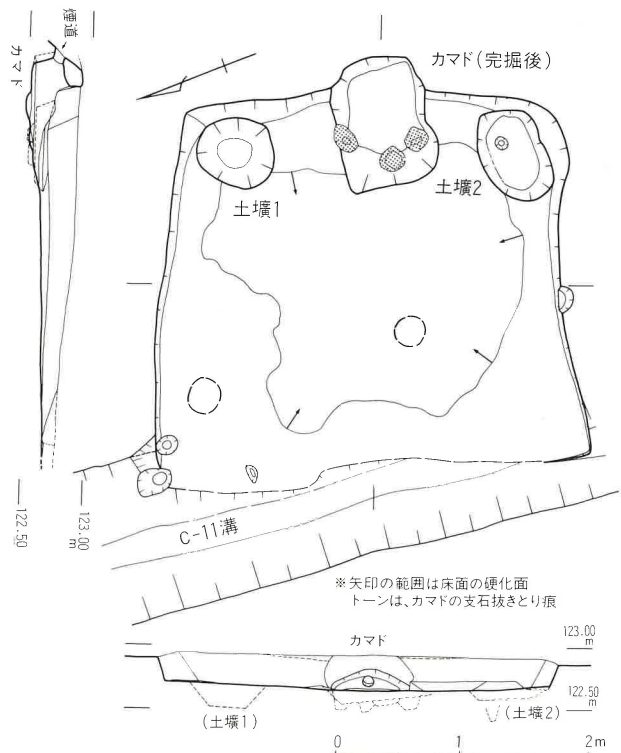 煙道
カマド
カマド(完掘後)
土壙1
土壙2
122.50
123.00
m
C-11溝
※矢印の範囲は床面の硬化面
トーンは、カマドの支石抜きとり痕
カマド
123.00
m
122.50
m
(土壙1)
(土壙2)
0
1
2m